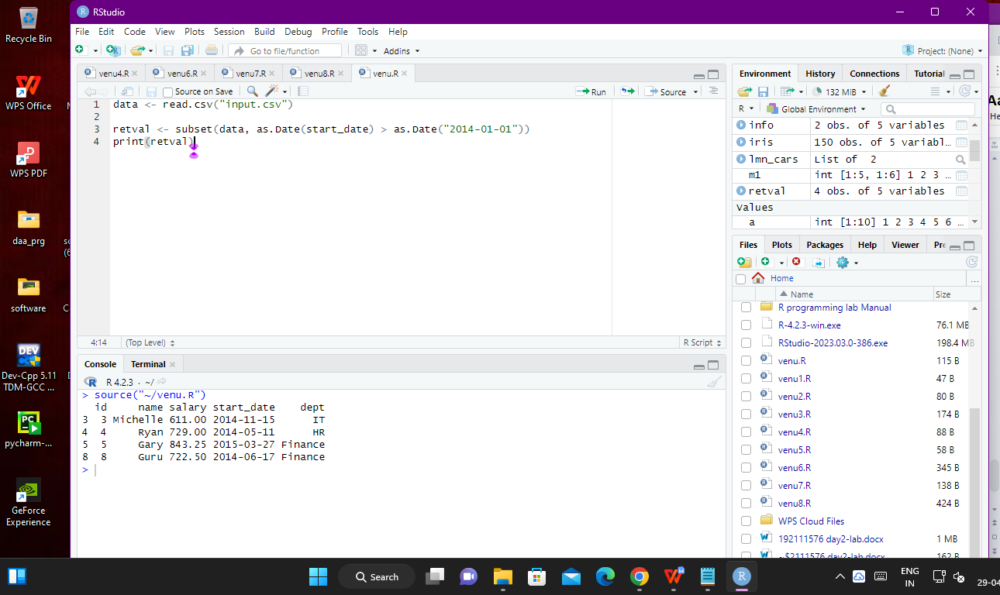 Recycle Bin
WPS Office
WPS PDF
daa_prg
software
Dev-Cpp 5.11
TDM-GCC ...
pycharm-...
GeForce
Experience
RStudio
File Edit Code View Plots Session Build Debug Profile Tools Help
Go to file/function Addins Project: (None)
venu4.R venu6.R venu7.R venu8.R venu.R
Source on Save Run Source
1 data <- read.csv("input.csv")
2
3 retval <- subset(data, as.Date(start_date) > as.Date("2014-01-01"))
4 print(retval)
4:14 (Top Level) R Script
Console Terminal
R 4.2.3 · ~/
> source("~/venu.R")
id name salary start_date dept
3 3 Michelle 611.00 2014-11-15 IT
4 4 Ryan 729.00 2014-05-11 HR
5 5 Gary 843.25 2015-03-27 Finance
8 8 Guru 722.50 2014-06-17 Finance
>
Environment History Connections Tutorial
132 MiB
R Global Environment
info 2 obs. of 5 variables
iris 150 obs. of 5 variabl...
lmn_cars List of 2
m1 int [1:5, 1:6] 1 2 3 ...
retval 4 obs. of 5 variables
Values
a int [1:10] 1 2 3 4 5 6 ...
Files Plots Packages Help Viewer Pre
Home ...
Name Size
R programming lab Manual
R-4.2.3-win.exe 76.1 MB
RStudio-2023.03.0-386.exe 198.4 MB
venu.R 115 B
venu1.R 47 B
venu2.R 80 B
venu3.R 174 B
venu4.R 88 B
venu5.R 58 B
venu6.R 345 B
venu7.R 138 B
venu8.R 424 B
WPS Cloud Files
192111576 day2-lab.docx 1 MB
~$2111576 day2-lab.docx 162 B
Search
ENG
IN
29-04